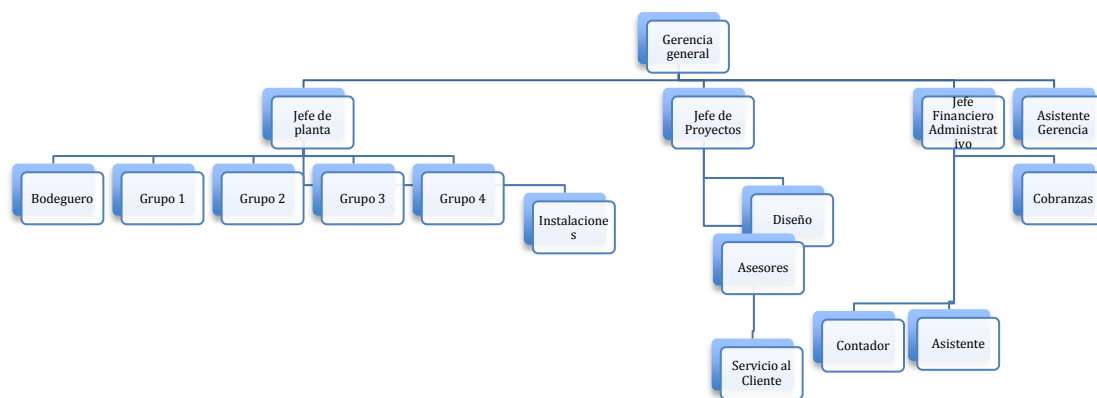 Gerencia
general
Jefe de
planta
Jefe de
Proyectos
Jefe
Financiero
Administrat
ivo
Asistente
Gerencia
Bodeguero
Grupo 1
Grupo 2
Grupo 3
Grupo 4
Instalacione
s
Diseño
Cobranzas
Asesores
Servicio al
Cliente
Contador
Asistente